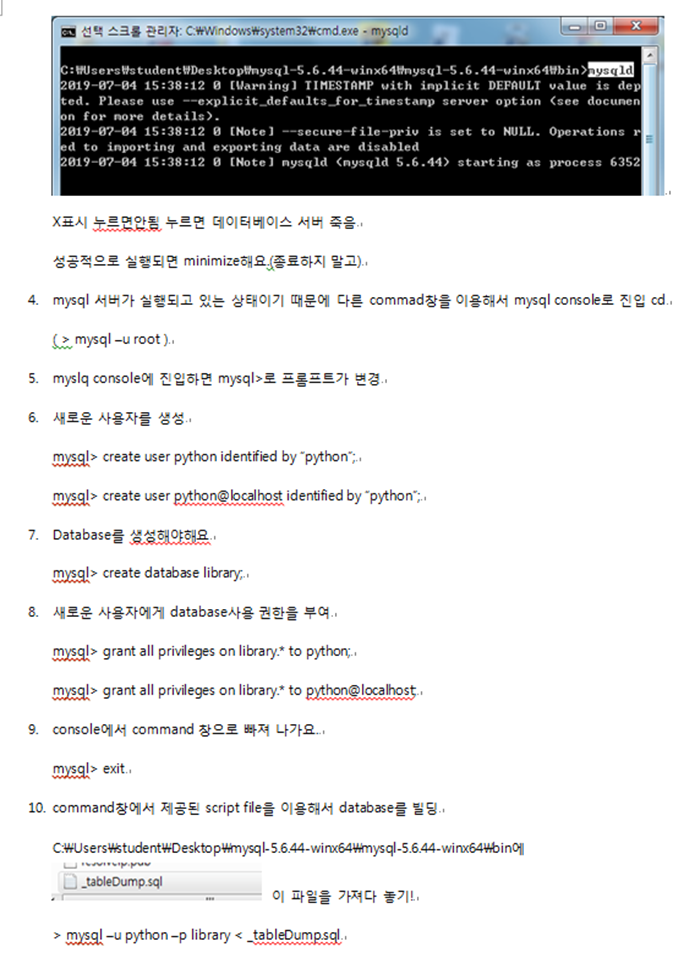 선택 스크롤 관리자: C:￦Windows￦system32￦cmd.exe - mysqld
C:￦Users￦student￦Desktop￦mysql-5.6.44-winx64￦mysql-5.6.44-winx64￦bin>mysqld
2019-07-04 15:38:12 0 [Warning] TIMESTAMP with implicit DEFAULT value is dep
ted. Please use --explicit_defaults_for_timestamp server option (see documen
on for more details).
2019-07-04 15:38:12 0 [Note] --secure-file-priv is set to NULL. Operations r
ed to importing and exporting data are disabled
2019-07-04 15:38:12 0 [Note] mysqld (mysqld 5.6.44) starting as process 6352
X표시 누르면안됨 누르면 데이터베이스 서버 죽음.
성공적으로 실행되면 minimize해요.(종료하지 말고).
4. mysql 서버가 실행되고 있는 상태이기 때문에 다른 commad창을 이용해서 mysql console로 진입 cd.
( > mysql –u root ).
5. myslq console에 진입하면 mysql>로 프롬프트가 변경.
6. 새로운 사용자를 생성.
mysql> create user python identified by “python”;.
mysql> create user python@localhost identified by “python”;.
7. Database를 생성해야해요.
mysql> create database library;.
8. 새로운 사용자에게 database사용 권한을 부여.
mysql> grant all privileges on library.* to python;.
mysql> grant all privileges on library.* to python@localhost;.
9. console에서 command 창으로 빠져 나가요..
mysql> exit.
10. command창에서 제공된 script file을 이용해서 database를 빌딩.
C:￦Users￦student￦Desktop￦mysql-5.6.44-winx64￦mysql-5.6.44-winx64￦bin에
_tableDump.sql 이 파일을 가져다 놓기!.
> mysql –u python –p library < _tableDump.sql.